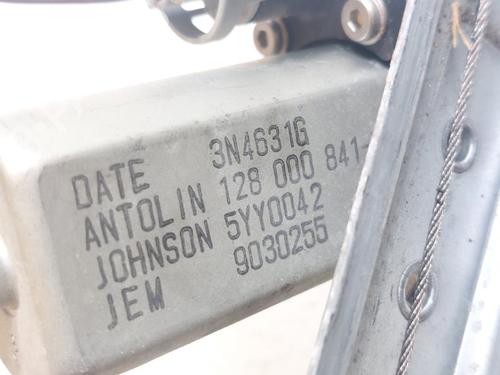 DATE 3N4631G
ANTOLIN 128 000 841-
JOHNSON 5YY0042
JEM 9030255